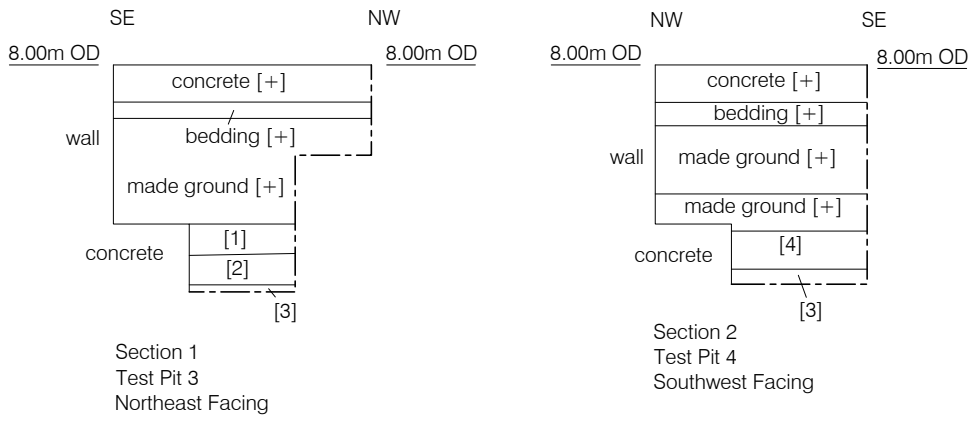 SE
NW
8.00m OD
8.00m OD
concrete [+]
wall
bedding [+]
made ground [+]
[1]
concrete
[2]
[3]
Section 1
Test Pit 3
Northeast Facing
NW
SE
8.00m OD
8.00m OD
concrete [+]
bedding [+]
wall
made ground [+]
made ground [+]
[4]
concrete
[3]
Section 2
Test Pit 4
Southwest Facing